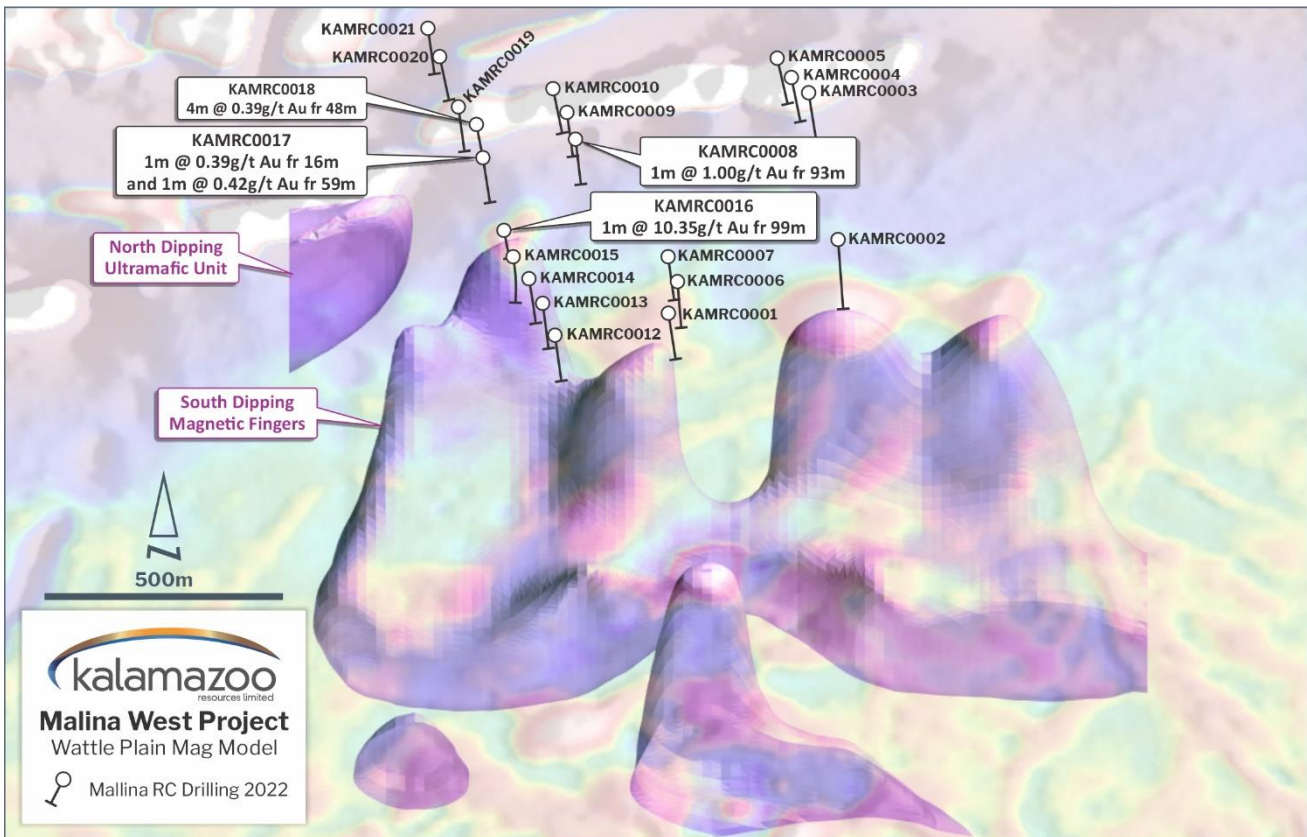 KAMRC0021
KAMRC0020
KAMRC0019
KAMRC0018
4m @ 0.39g/t Au fr 48m
KAMRC0017
1m @ 0.39g/t Au fr 16m
and 1m @ 0.42g/t Au fr 59m
KAMRC0010
KAMRC0009
KAMRC0005
KAMRC0004
KAMRC0003
KAMRC0008
1m @ 1.00g/t Au fr 93m
KAMRC0016
1m @ 10.35g/t Au fr 99m
North Dipping
Ultramafic Unit
KAMRC0015
KAMRC0014
KAMRC0013
KAMRC0012
KAMRC0007
KAMRC0006
KAMRC0001
KAMRC0002
South Dipping
Magnetic Fingers
N
500m
kalamazoo
resources limited
Malina West Project
Wattle Plain Mag Model
Mallina RC Drilling 2022